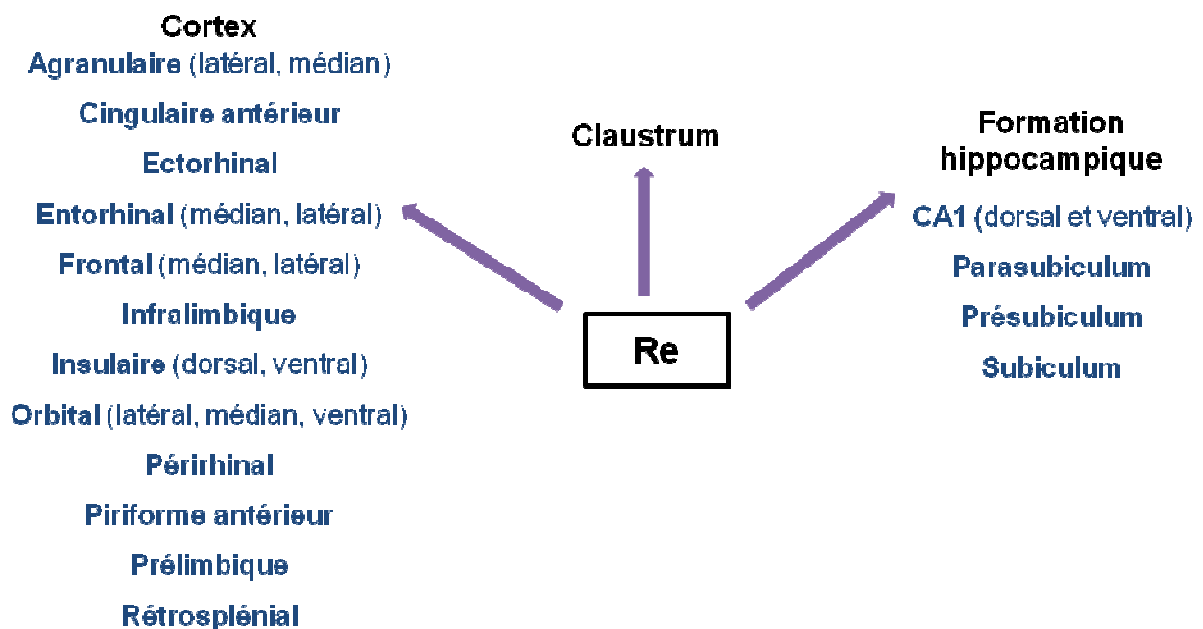 Cortex
Agranulaire (latéral, médian)
Cingulaire antérieur
Ectorhinal
Entorhinal (médian, latéral)
Frontal (médian, latéral)
Infralimbique
Insulaire (dorsal, ventral)
Orbital (latéral, médian, ventral)
Périrhinal
Piriforme antérieur
Prélimbique
Rétrosplénial
Claustrum
Re
Formation
hippocampique
CA1 (dorsal et ventral)
Parasubiculum
Présubiculum
Subiculum